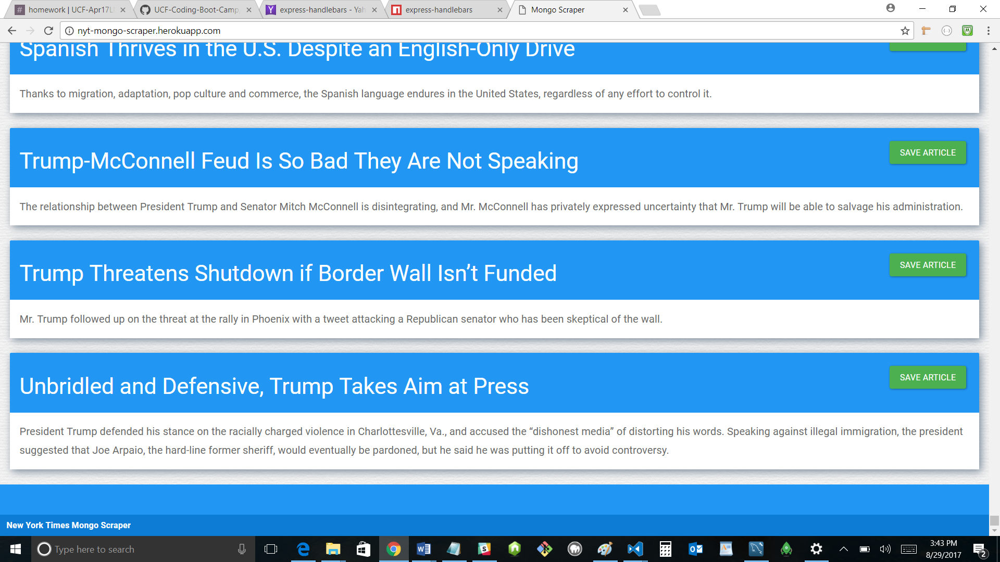 homework | UCF-Apr17L
UCF-Coding-Boot-Camp
express-handlebars - Yah
express-handlebars
Mongo Scraper
nyt-mongo-scraper.herokuapp.com
Spanish Thrives in the U.S. Despite an English-Only Drive
Thanks to migration, adaptation, pop culture and commerce, the Spanish language endures in the United States, regardless of any effort to control it.
Trump-McConnell Feud Is So Bad They Are Not Speaking
SAVE ARTICLE
The relationship between President Trump and Senator Mitch McConnell is disintegrating, and Mr. McConnell has privately expressed uncertainty that Mr. Trump will be able to salvage his administration.
Trump Threatens Shutdown if Border Wall Isn’t Funded
SAVE ARTICLE
Mr. Trump followed up on the threat at the rally in Phoenix with a tweet attacking a Republican senator who has been skeptical of the wall.
Unbridled and Defensive, Trump Takes Aim at Press
SAVE ARTICLE
President Trump defended his stance on the racially charged violence in Charlottesville, Va., and accused the “dishonest media” of distorting his words. Speaking against illegal immigration, the president
suggested that Joe Arpaio, the hard-line former sheriff, would eventually be pardoned, but he said he was putting it off to avoid controversy.
New York Times Mongo Scraper
Type here to search
3:43 PM
8/29/2017
2